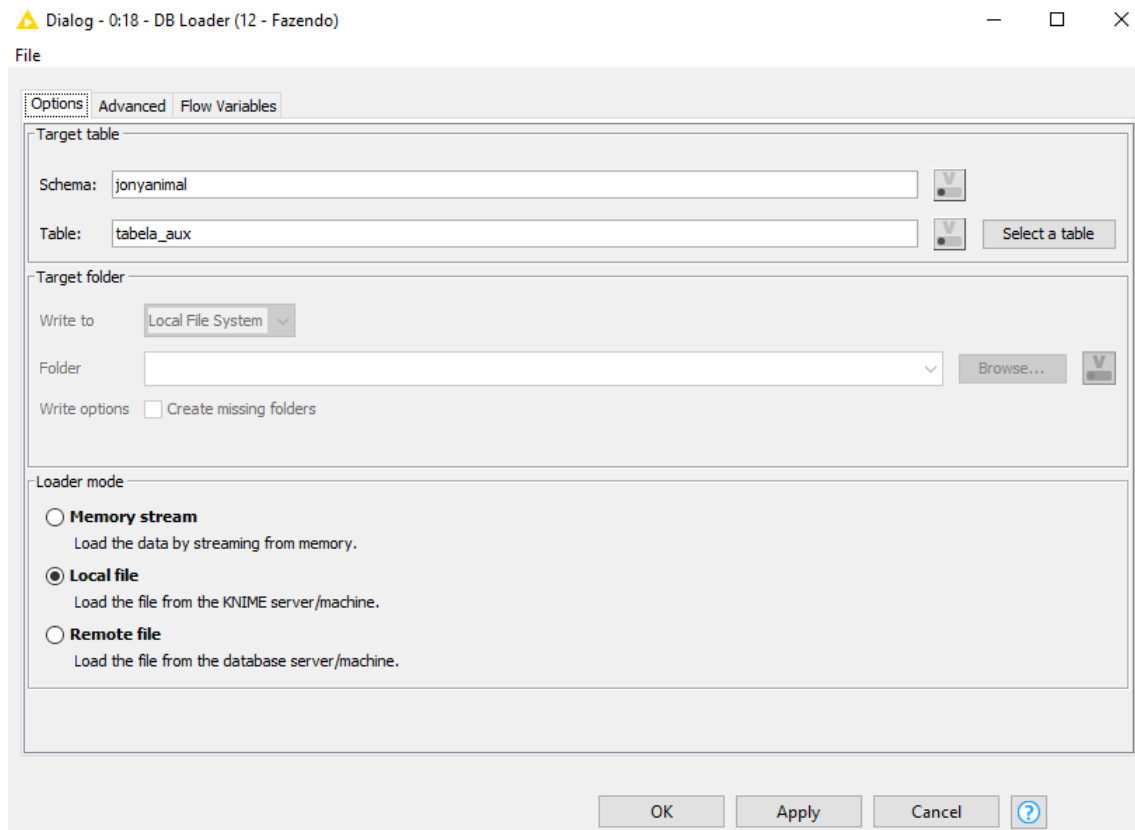 Dialog - 0:18 - DB Loader (12 - Fazendo)
File
Options Advanced Flow Variables
Target table
Schema: jonyanimal V
Table: tabela_aux V Select a table
Target folder
Write to Local File System
Folder Browse... V
Write options Create missing folders
Loader mode
Memory stream
Load the data by streaming from memory.
Local file
Load the file from the KNIME server/machine.
Remote file
Load the file from the database server/machine.
OK Apply Cancel ?